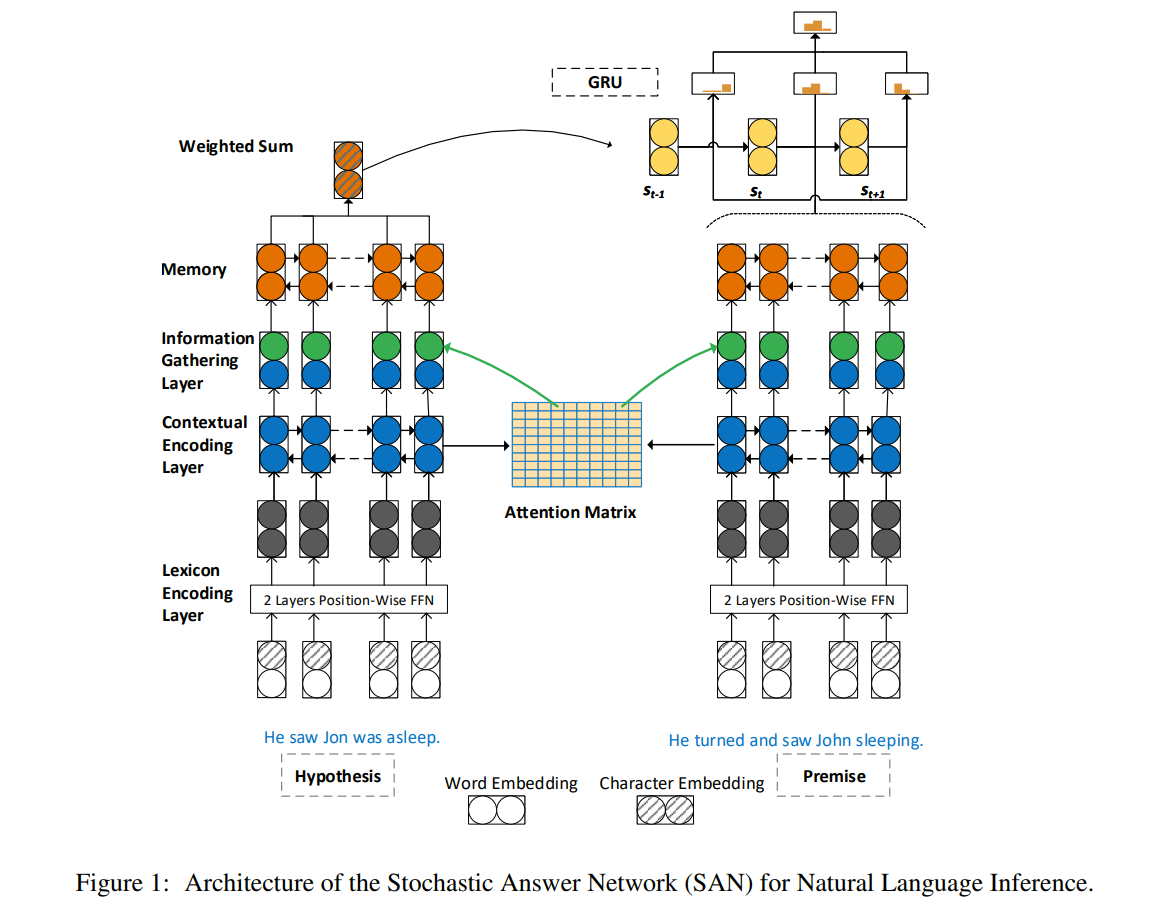 GRU
Weighted Sum
s_t-1
s_t
s_t+1
Memory
Information
Gathering
Layer
Contextual
Encoding
Layer
Attention Matrix
Lexicon
Encoding
Layer
2 Layers Position-Wise FFN
2 Layers Position-Wise FFN
He saw Jon was asleep.
He turned and saw John sleeping.
Hypothesis
Premise
Word Embedding
Character Embedding
Figure 1: Architecture of the Stochastic Answer Network (SAN) for Natural Language Inference.